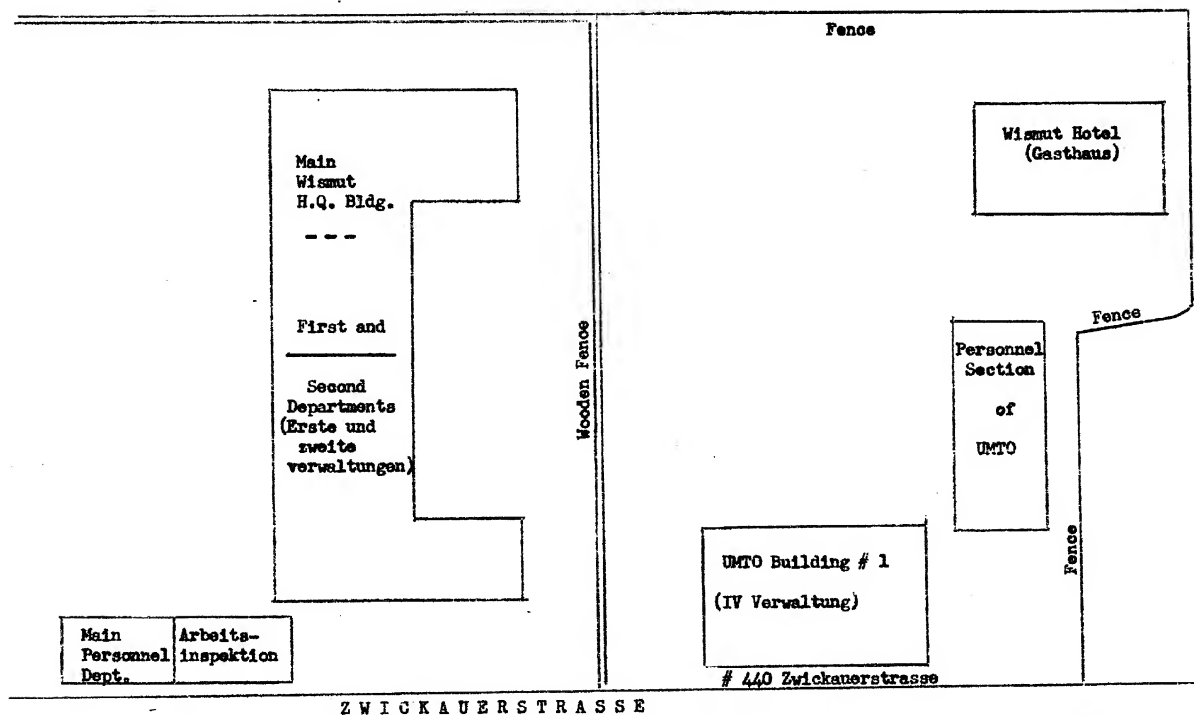 Fence
Wismut Hotel
(Gasthaus)
Main
Wismut
H.Q. Bldg.
---
First and
Second
Departments
(Erste und
zweite
verwaltungen)
Wooden Fence
Fence
Personnel
Section
of
UMTO
Fence
UMTO Building # 1
(IV Verwaltung)
# 440 Zwickauerstrasse
Main
Personnel
Dept.
Arbeits-
inspektion
ZWICKAUERSTRASSE